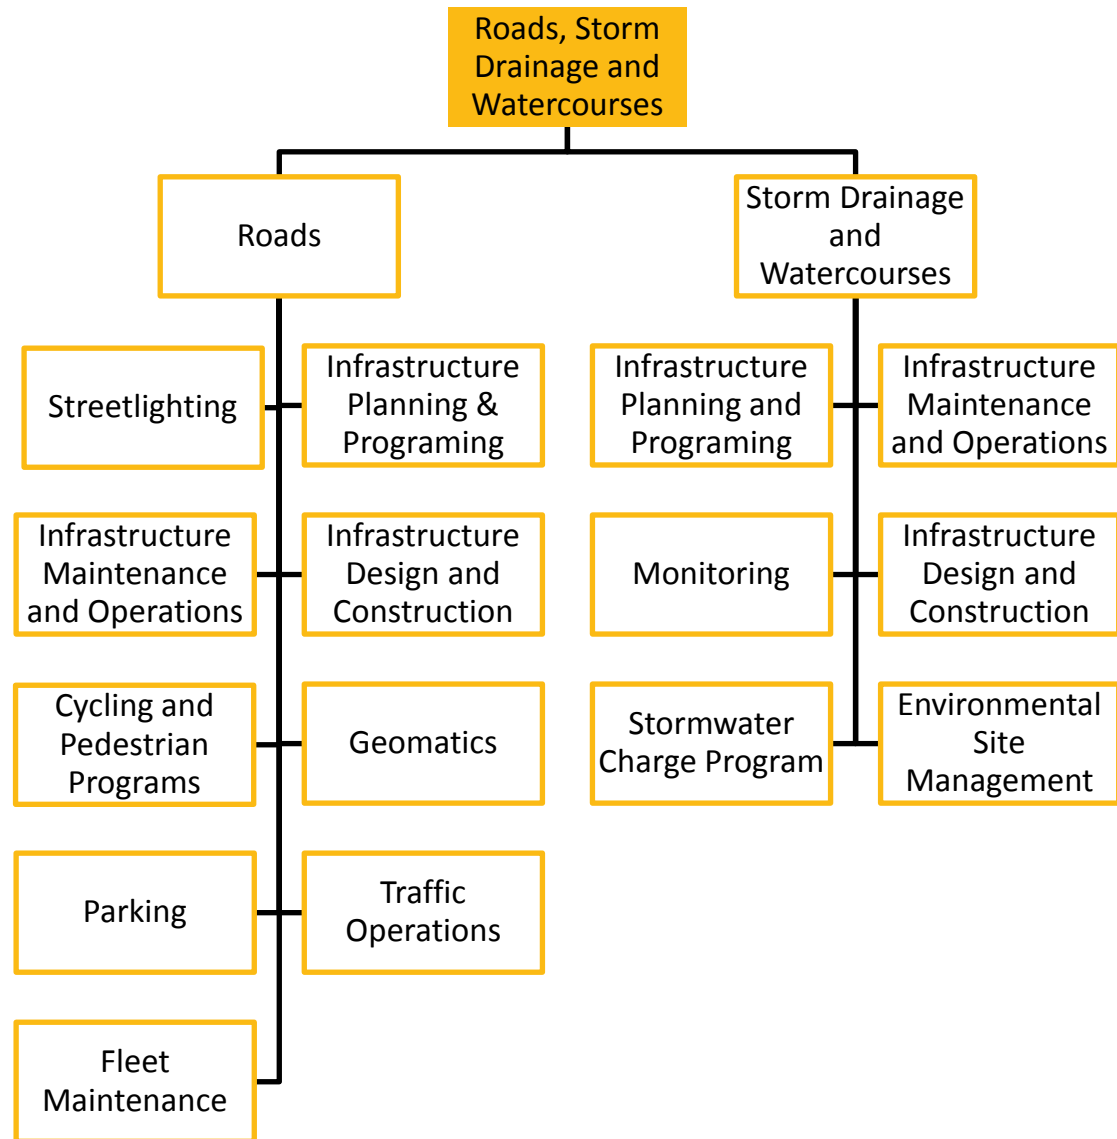 Roads, Storm
Drainage and
Watercourses
Roads
Storm Drainage
and
Watercourses
Streetlighting
Infrastructure
Planning &
Programing
Infrastructure
Planning and
Programing
Infrastructure
Maintenance
and Operations
Infrastructure
Maintenance
and Operations
Infrastructure
Design and
Construction
Monitoring
Infrastructure
Design and
Construction
Cycling and
Pedestrian
Programs
Geomatics
Stormwater
Charge Program
Environmental
Site
Management
Parking
Traffic
Operations
Fleet
Maintenance